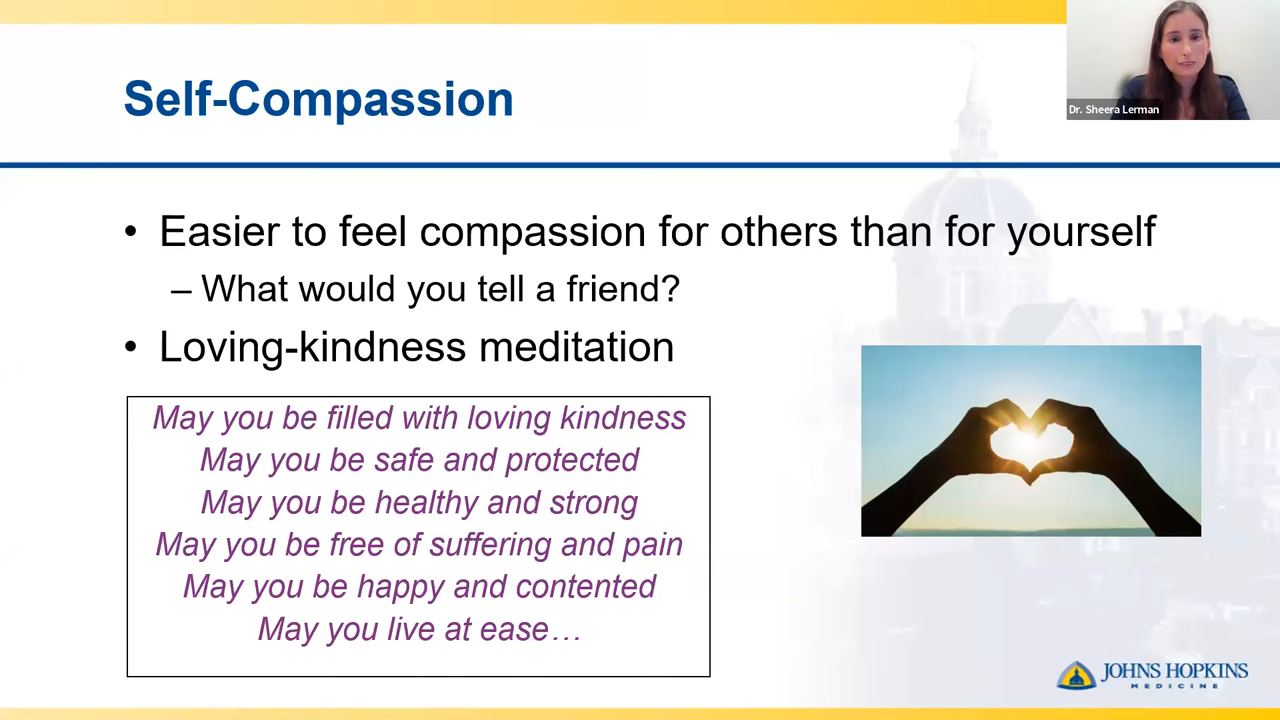 Self-Compassion
Dr. Sheera Lerman
• Easier to feel compassion for others than for yourself
– What would you tell a friend?
• Loving-kindness meditation
May you be filled with loving kindness
May you be safe and protected
May you be healthy and strong
May you be free of suffering and pain
May you be happy and contented
May you live at ease…
JOHNS HOPKINS
MEDICINE